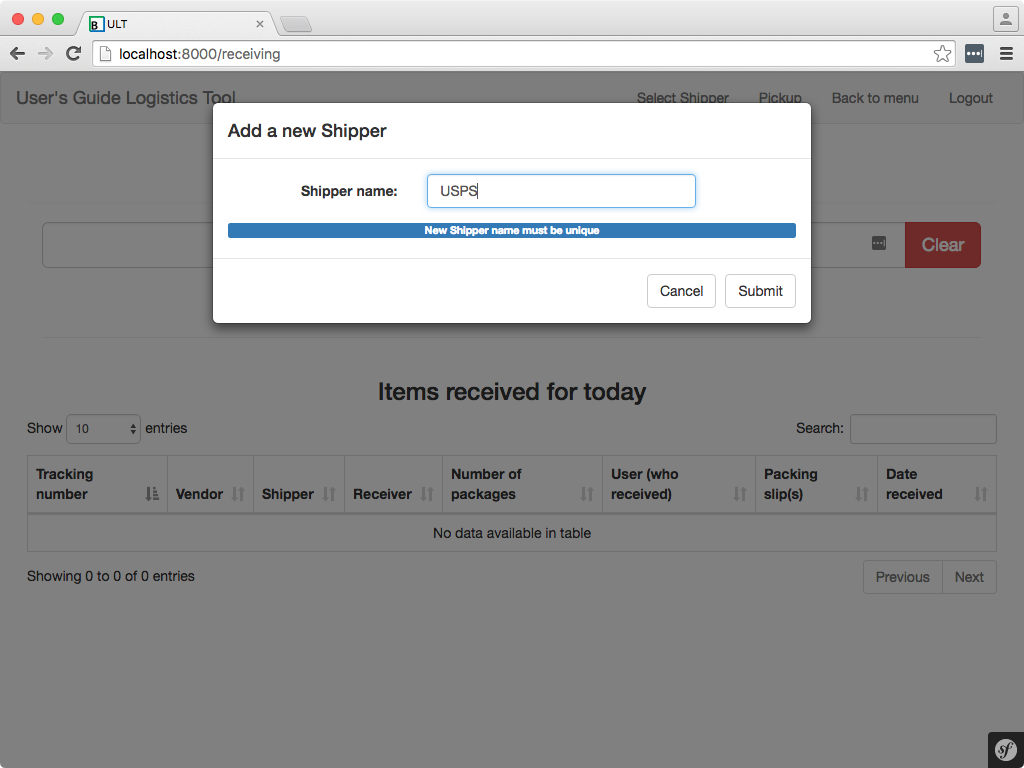 B ULT
localhost:8000/receiving
User's Guide Logistics Tool Select Shipper Pickup Back to menu Logout
Add a new Shipper
Shipper name: USPS
New Shipper name must be unique
Clear
Cancel Submit
Items received for today
Show 10 entries Search:
Tracking number Vendor Shipper Receiver Number of packages User (who received) Packing slip(s) Date received
No data available in table
Showing 0 to 0 of 0 entries Previous Next
sf